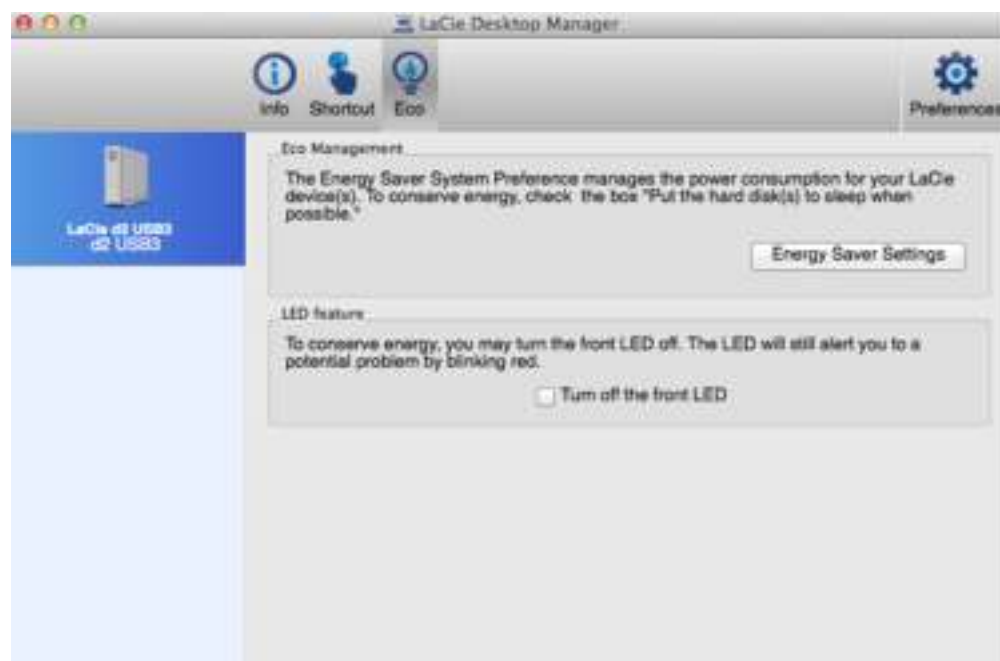 LaCie Desktop Manager
Info Shortcut Eco Preferences
LaCie d2 USB3
d2 USB3
Eco Management
The Energy Saver System Preference manages the power consumption for your LaCie
device(s). To conserve energy, check the box "Put the hard disk(s) to sleep when
possible."
Energy Saver Settings
LED feature
To conserve energy, you may turn the front LED off. The LED will still alert you to a
potential problem by blinking red.
Turn off the front LED